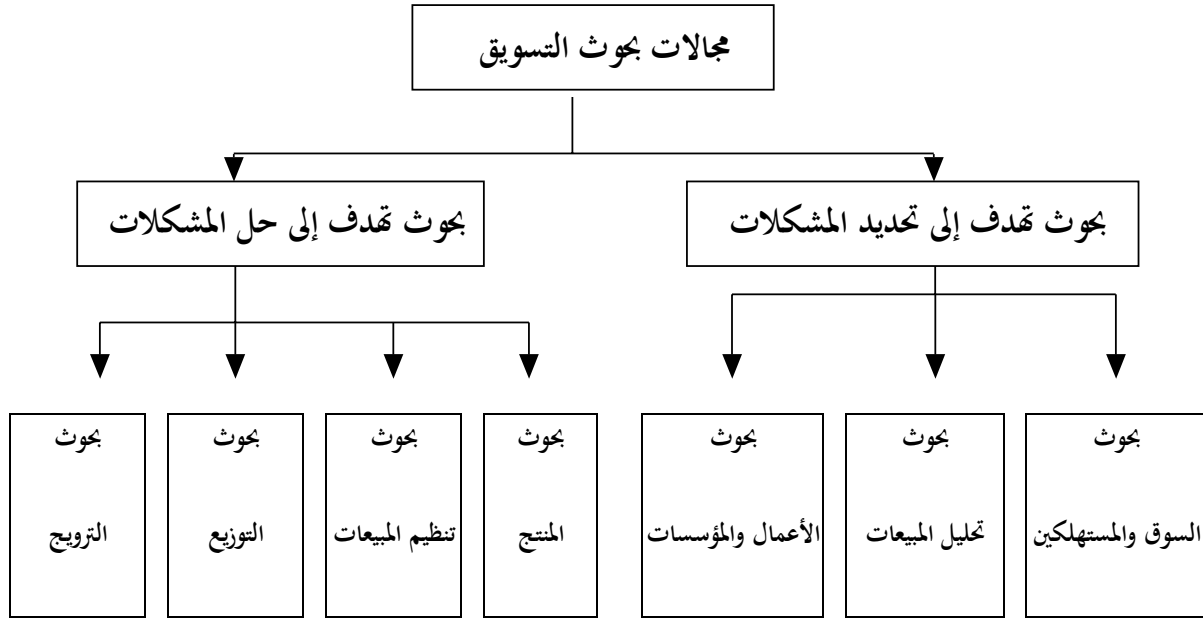 مجالات بحوث التسويق
بحوث تهدف إلى تحديد المشكلات
بحوث تهدف إلى حل المشكلات
بحوث
السوق والمستهلكين
بحوث
تحليل المبيعات
بحوث
الأعمال والمؤسسات
بحوث
المنتج
بحوث
تنظيم المبيعات
بحوث
التوزيع
بحوث
الترويج